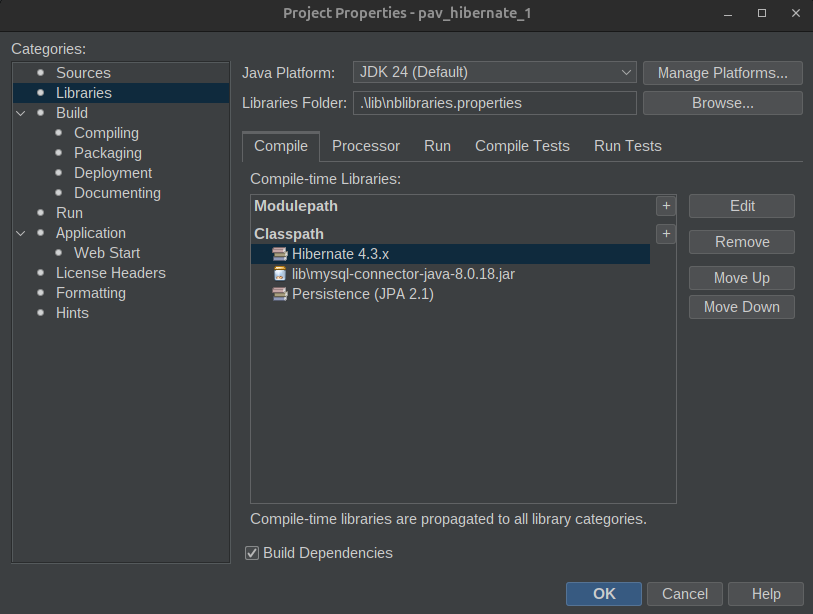 Project Properties - pav_hibernate_1
Categories:
Sources
Libraries
Build
Compiling
Packaging
Deployment
Documenting
Run
Application
Web Start
License Headers
Formatting
Hints
Java Platform: JDK 24 (Default) Manage Platforms...
Libraries Folder: .\lib\nblibraries.properties Browse...
Compile Processor Run Compile Tests Run Tests
Compile-time Libraries:
Modulepath +
Classpath +
Hibernate 4.3.x
lib\mysql-connector-java-8.0.18.jar
Persistence (JPA 2.1)
Edit
Remove
Move Up
Move Down
Compile-time libraries are propagated to all library categories.
Build Dependencies
OK Cancel Help